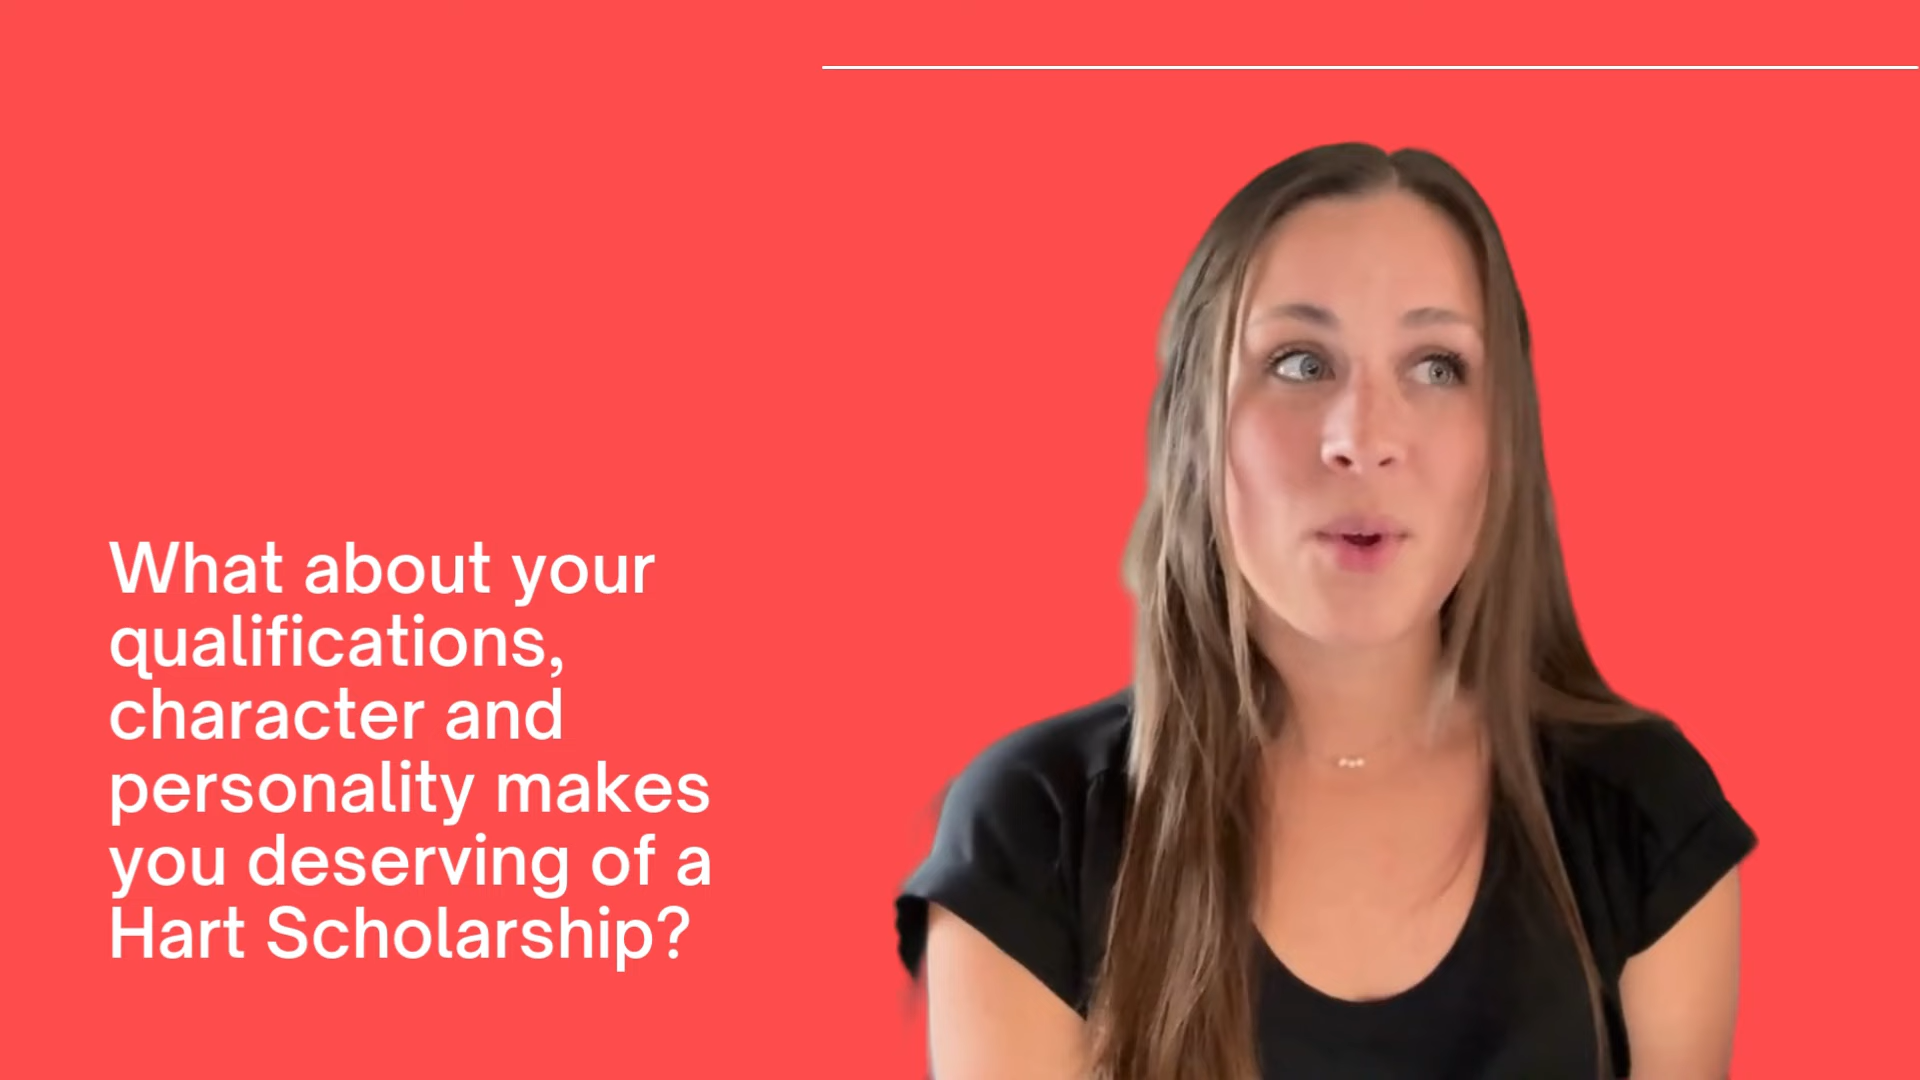 What about your
qualifications,
character and
personality makes
you deserving of a
Hart Scholarship?